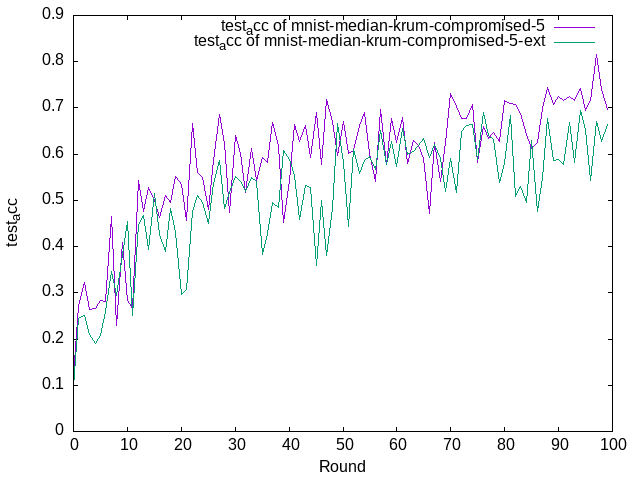 test_acc of mnist-median-krum-compromised-5
test_acc of mnist-median-krum-compromised-5-ext
0.9
0.8
0.7
0.6
0.5
0.4
0.3
0.2
0.1
0
test_acc
0 10 20 30 40 50 60 70 80 90 100
Round